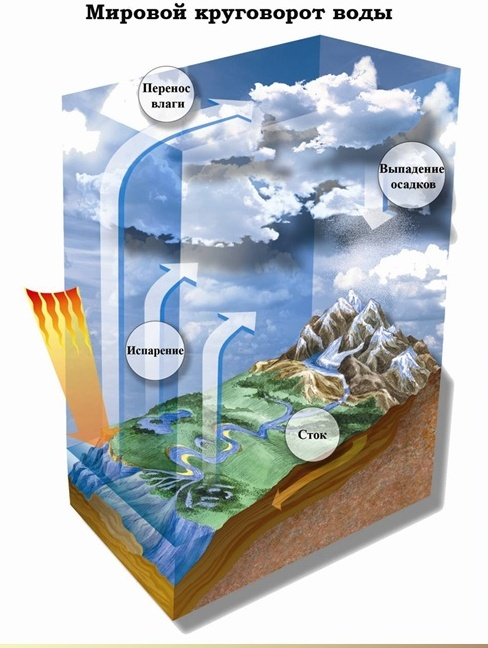 Мировой круговорот воды
Перенос
влаги
Выпадение
осадков
Испарение
Сток